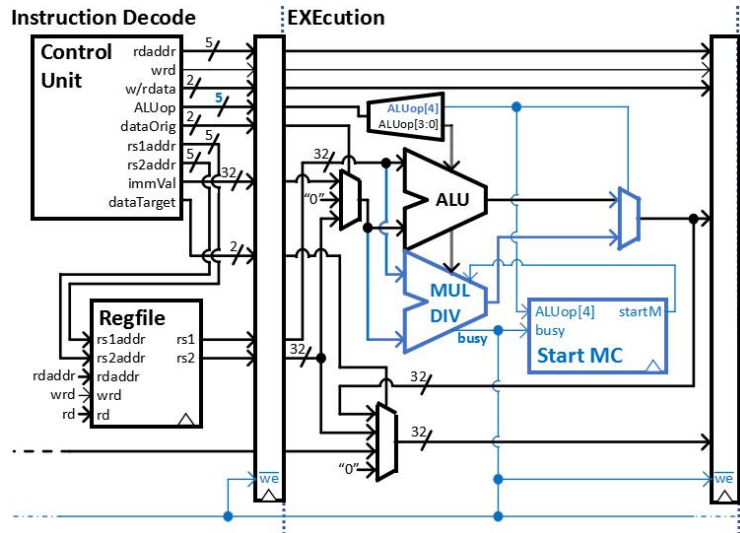 Instruction Decode
EXEcution
Control
Unit
rdaddr
5
wrd
w/rdata
2
ALUop
5
dataOrig
2
rs1addr
5
rs2addr
5
immVal
32
dataTarget
2
ALUop[4]
ALUop[3:0]
32
"0"
ALU
MUL
DIV
busy
ALUop[4]
startM
busy
Start MC
Regfile
rs1addr
rs1
rs2addr
rs2
32
rdaddr
rdaddr
wrd
wrd
rd
rd
32
32
"0"
we
we